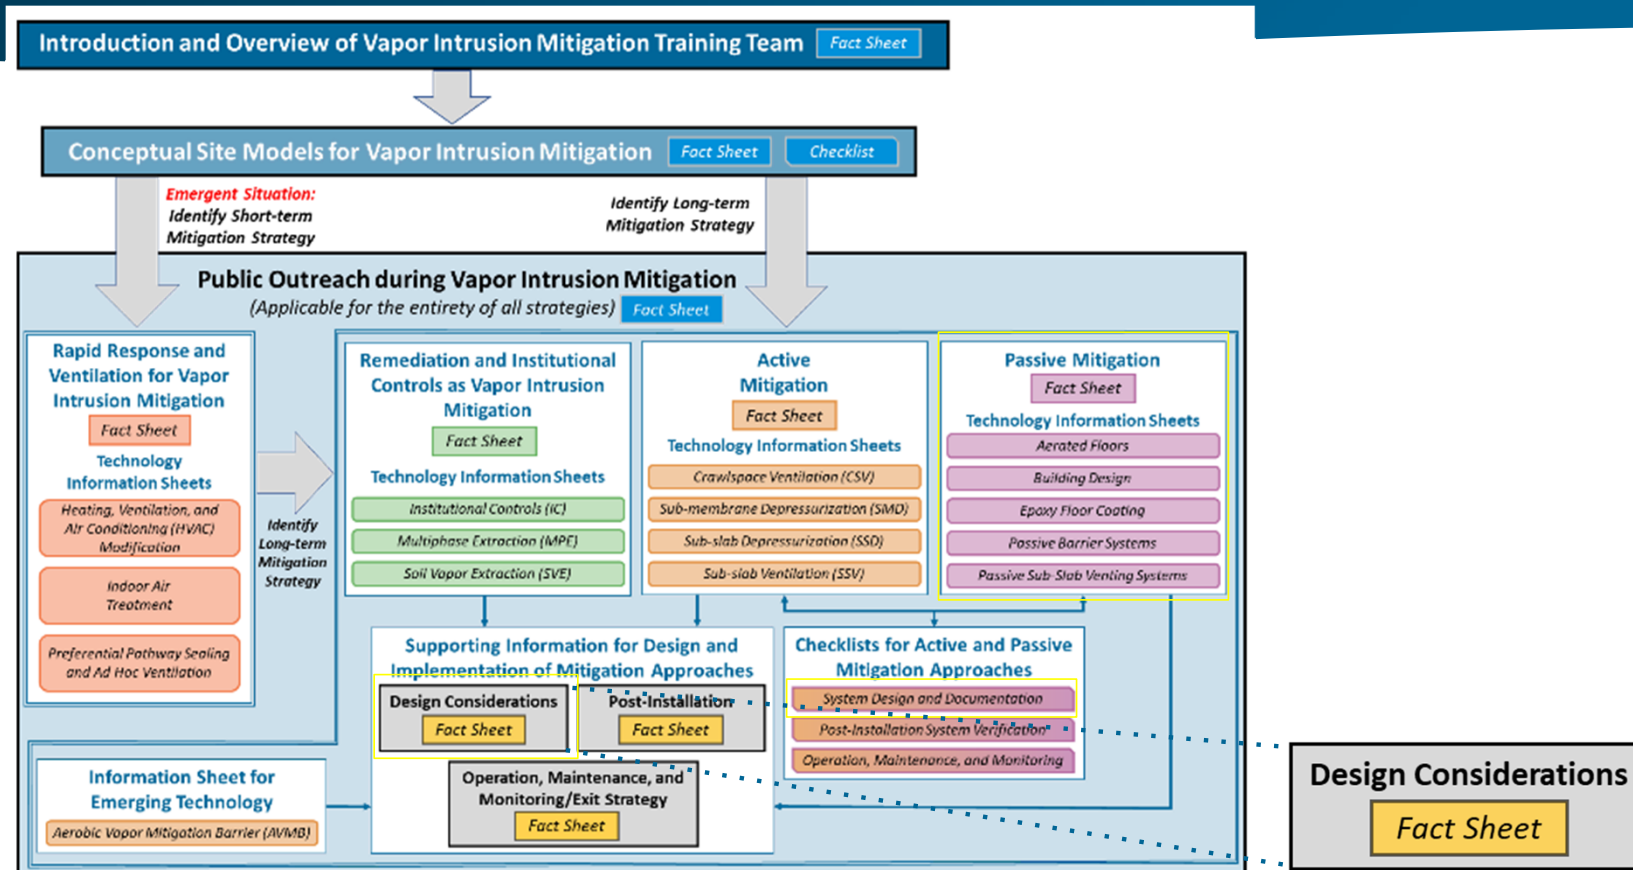 Introduction and Overview of Vapor Intrusion Mitigation Training Team
Fact Sheet
Conceptual Site Models for Vapor Intrusion Mitigation
Fact Sheet
Checklist
Emergent Situation:
Identify Short-term
Mitigation Strategy
Identify Long-term
Mitigation Strategy
Public Outreach during Vapor Intrusion Mitigation
(Applicable for the entirety of all strategies)
Fact Sheet
Rapid Response and
Ventilation for Vapor
Intrusion Mitigation
Fact Sheet
Technology
Information Sheets
Heating, Ventilation, and
Air Conditioning (HVAC)
Modification
Indoor Air
Treatment
Preferential Pathway Sealing
and Ad Hoc Ventilation
Identify
Long-term
Mitigation
Strategy
Remediation and Institutional
Controls as Vapor Intrusion
Mitigation
Fact Sheet
Technology Information Sheets
Institutional Controls (IC)
Multiphase Extraction (MPE)
Soil Vapor Extraction (SVE)
Active
Mitigation
Fact Sheet
Technology Information Sheets
Crawlspace Ventilation (CSV)
Sub-membrane Depressurization (SMD)
Sub-slab Depressurization (SSD)
Sub-slab Ventilation (SSV)
Passive Mitigation
Fact Sheet
Technology Information Sheets
Aerated Floors
Building Design
Epoxy Floor Coating
Passive Barrier Systems
Passive Sub-Slab Venting Systems
Supporting Information for Design and
Implementation of Mitigation Approaches
Design Considerations
Fact Sheet
Post-Installation
Fact Sheet
Operation, Maintenance, and
Monitoring/Exit Strategy
Fact Sheet
Checklists for Active and Passive
Mitigation Approaches
System Design and Documentation
Post-Installation System Verification
Operation, Maintenance, and Monitoring
Information Sheet for
Emerging Technology
Aerobic Vapor Mitigation Barrier (AVMB)
Design Considerations
Fact Sheet